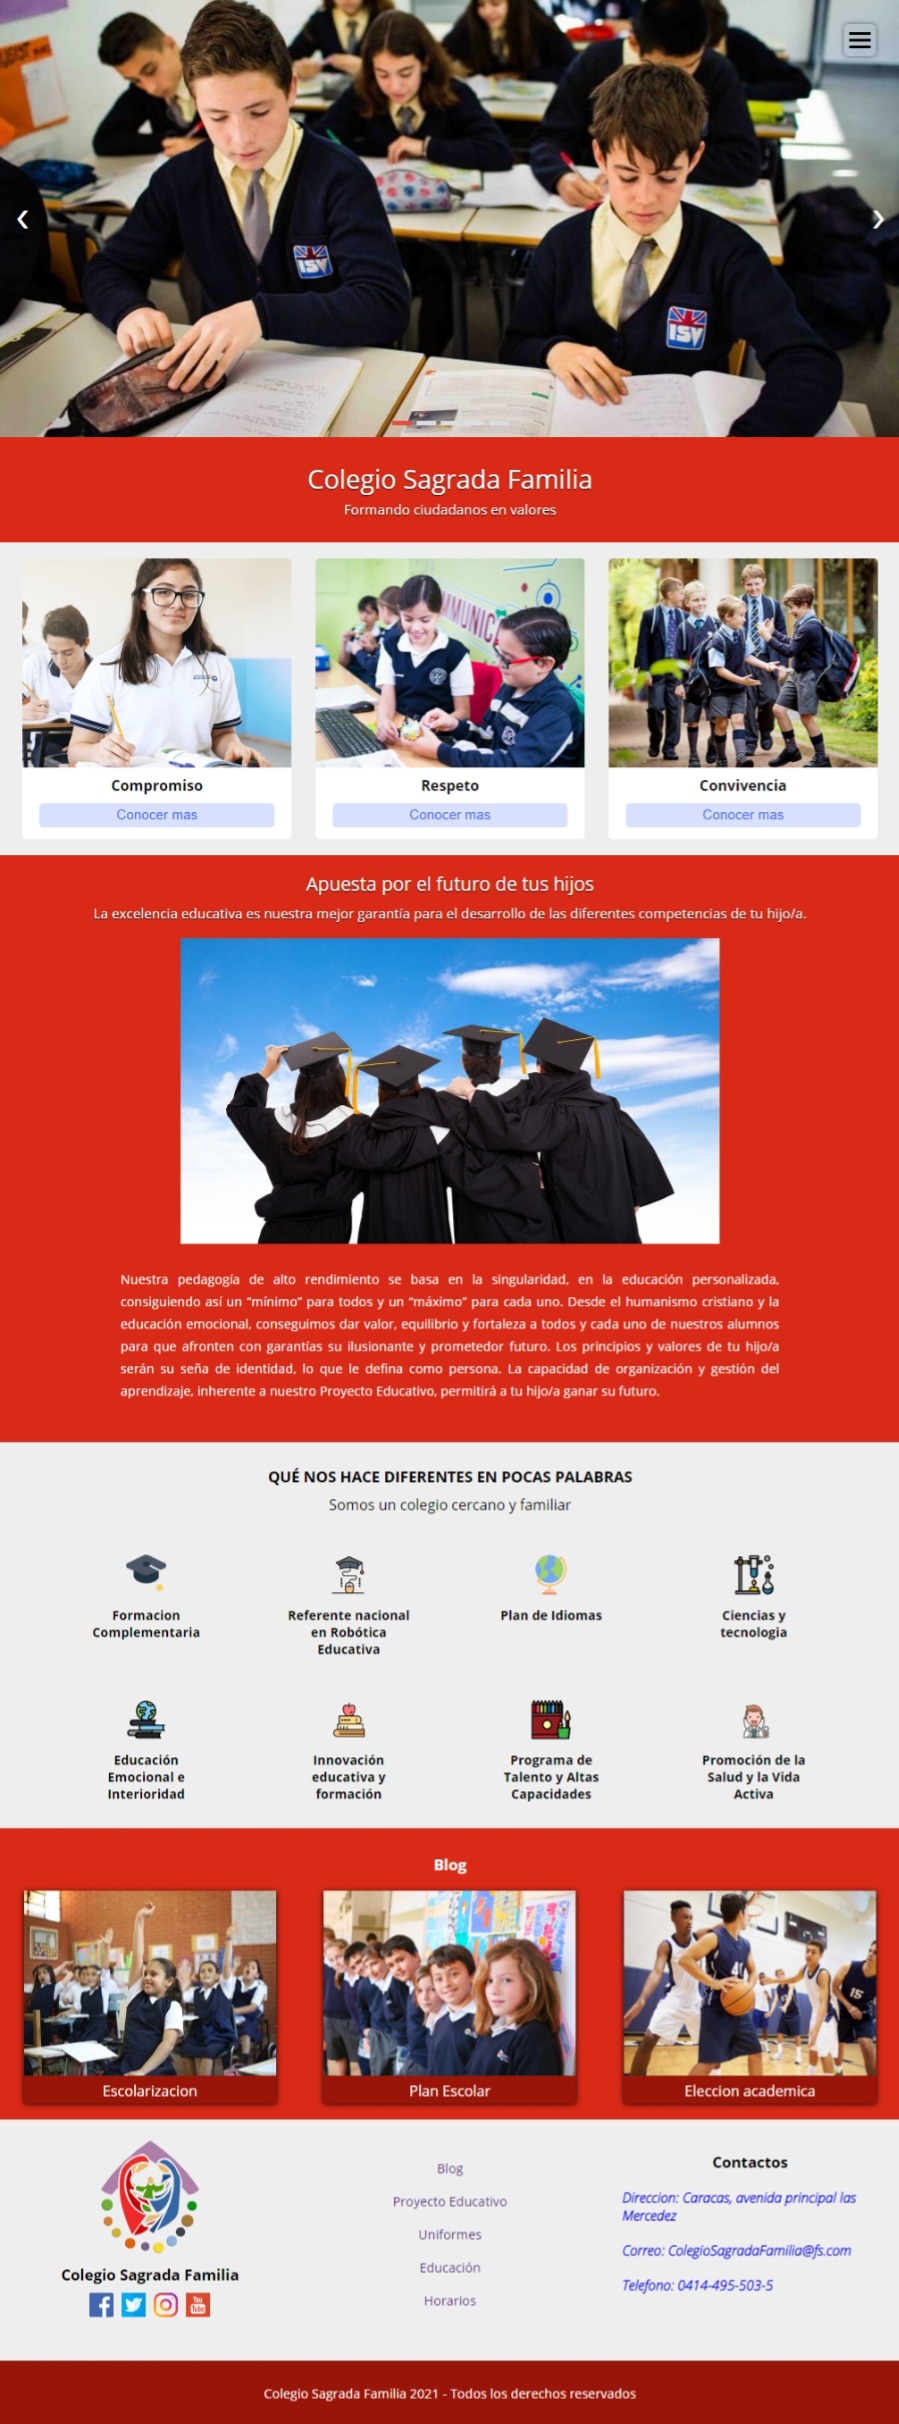 ISV
ISV
Colegio Sagrada Familia
Formando ciudadanos en valores
MMUNIC
Compromiso
Respeto
Convivencia
Conocer mas
Conocer mas
Conocer mas
Apuesta por el futuro de tus hijos
La excelencia educativa es nuestra mejor garantía para el desarrollo de las diferentes competencias de tu hijo/a.
Nuestra pedagogía de alto rendimiento se basa en la singularidad, en la educación personalizada,
consiguiendo así un “mínimo” para todos y un “máximo” para cada uno. Desde el humanismo cristiano y la
educación emocional, conseguimos dar valor, equilibrio y fortaleza a todos y cada uno de nuestros alumnos
para que afronten con garantías su ilusionante y prometedor futuro. Los principios y valores de tu hijo/a
serán su seña de identidad, lo que le defina como persona. La capacidad de organización y gestión del
aprendizaje, inherente a nuestro Proyecto Educativo, permitirá a tu hijo/a ganar su futuro.
QUÉ NOS HACE DIFERENTES EN POCAS PALABRAS
Somos un colegio cercano y familiar
Formacion
Complementaria
Referente nacional
en Robótica
Educativa
Plan de Idiomas
Ciencias y
tecnologia
Educación
Emocional e
Interioridad
Innovación
educativa y
formación
Programa de
Talento y Altas
Capacidades
Promoción de la
Salud y la Vida
Activa
Blog
15
Escolarizacion
Plan Escolar
Eleccion academica
Colegio Sagrada Familia
You
Tube
Blog
Proyecto Educativo
Uniformes
Educación
Horarios
Contactos
Direccion: Caracas, avenida principal las
Mercedez
Correo: ColegioSagradaFamilia@fs.com
Telefono: 0414-495-503-5
Colegio Sagrada Familia 2021 - Todos los derechos reservados